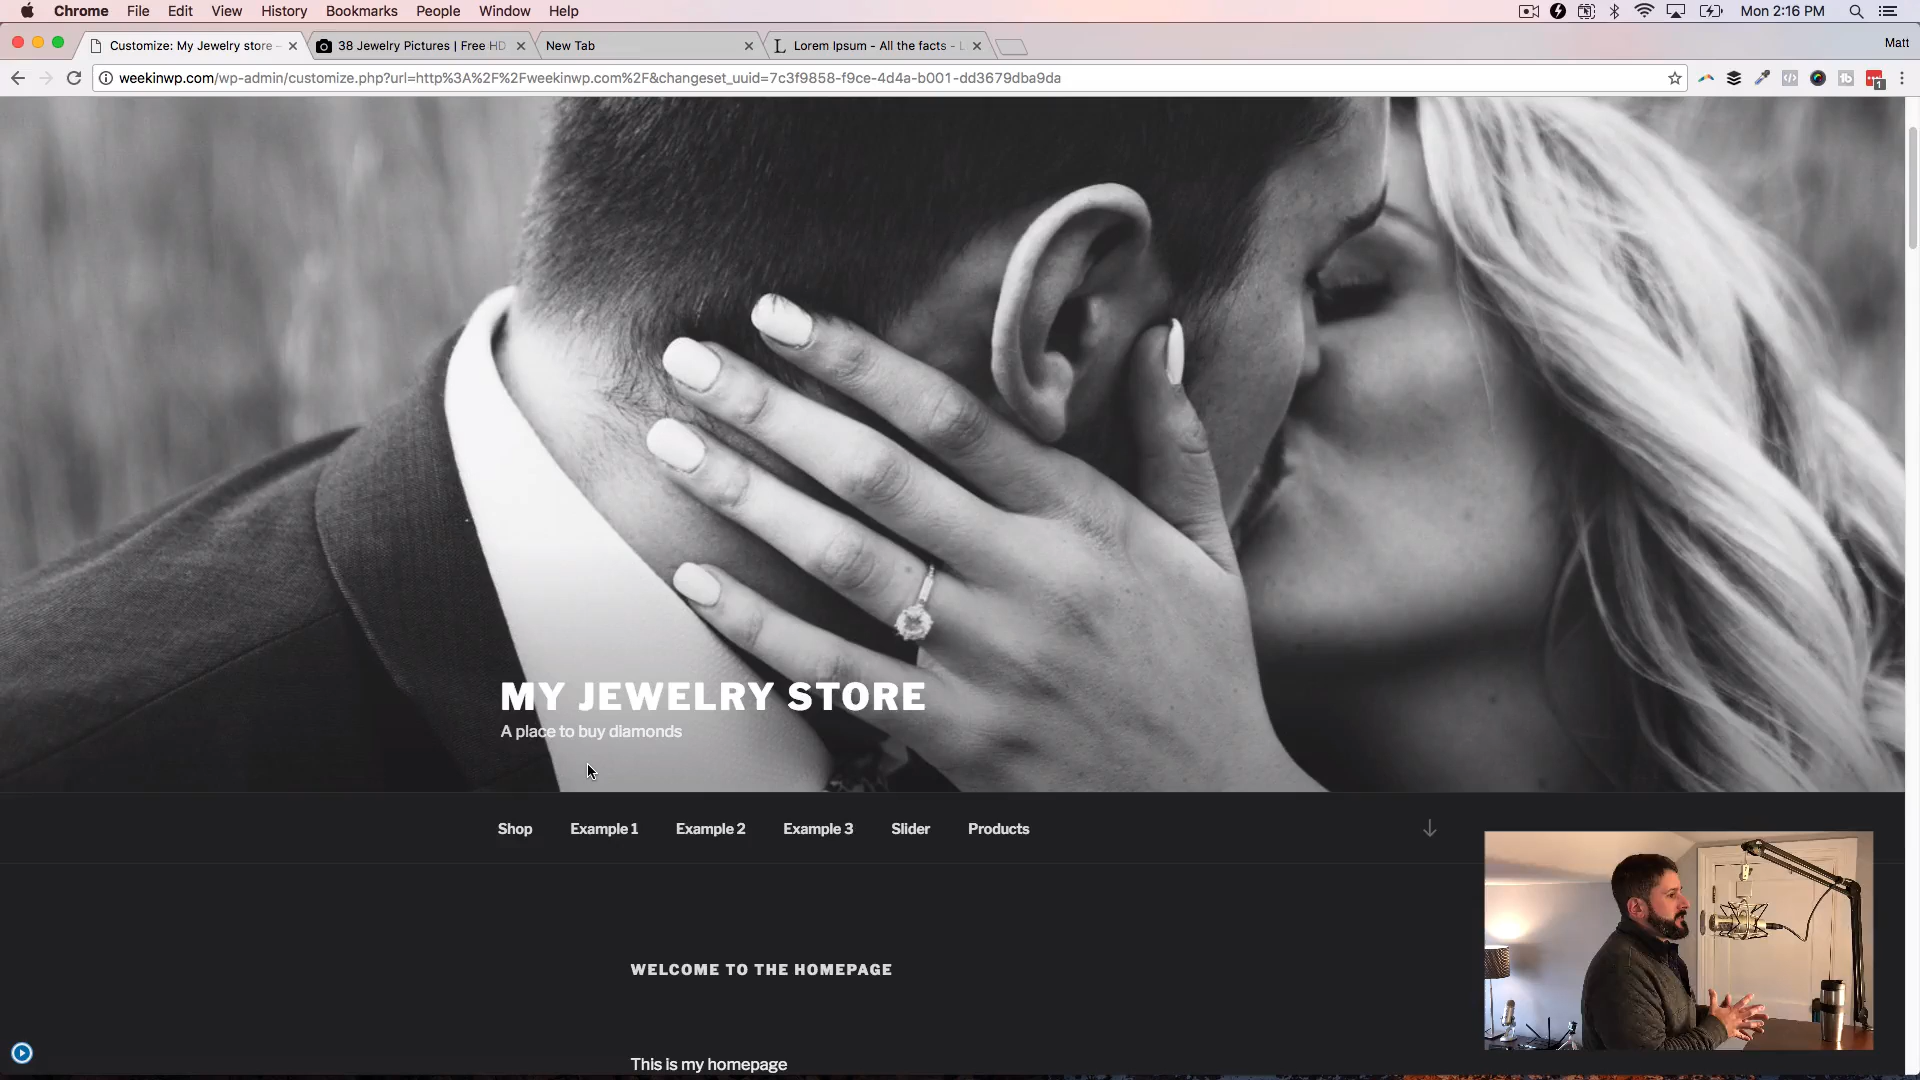 Chrome File Edit View History Bookmarks People Window Help Mon 2:16 PM
Customize: My Jewelry store – 38 Jewelry Pictures | Free HD New Tab Lorem Ipsum - All the facts - L Matt
weekinwp.com/wp-admin/customize.php?url=http%3A%2F%2Fweekinwp.com%2F&changeset_uuid=7c3f9858-f9ce-4d4a-b001-dd3679dba9da
MY JEWELRY STORE
A place to buy diamonds
Shop Example 1 Example 2 Example 3 Slider Products
WELCOME TO THE HOMEPAGE
This is my homepage